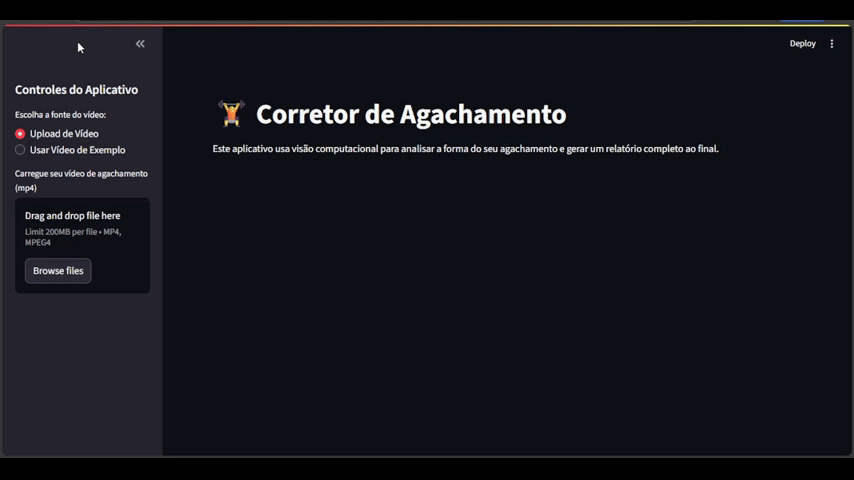 Deploy
Controles do Aplicativo
Escolha a fonte do vídeo:
Upload de Vídeo
Usar Vídeo de Exemplo
Carregue seu vídeo de agachamento
(mp4)
Drag and drop file here
Limit 200MB per file • MP4,
MPEG4
Browse files
Corretor de Agachamento
Este aplicativo usa visão computacional para analisar a forma do seu agachamento e gerar um relatório completo ao final.